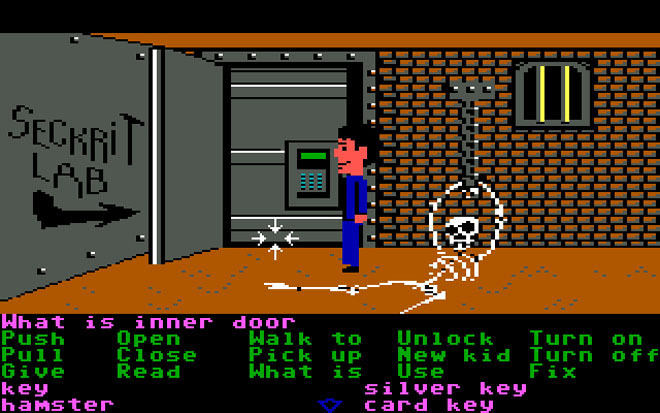 SECKRiT
LAB
What is inner door
Push Open Walk to Unlock Turn on
Pull Close Pick up New kid Turn off
Give Read What is Use Fix
key silver key
hamster card key